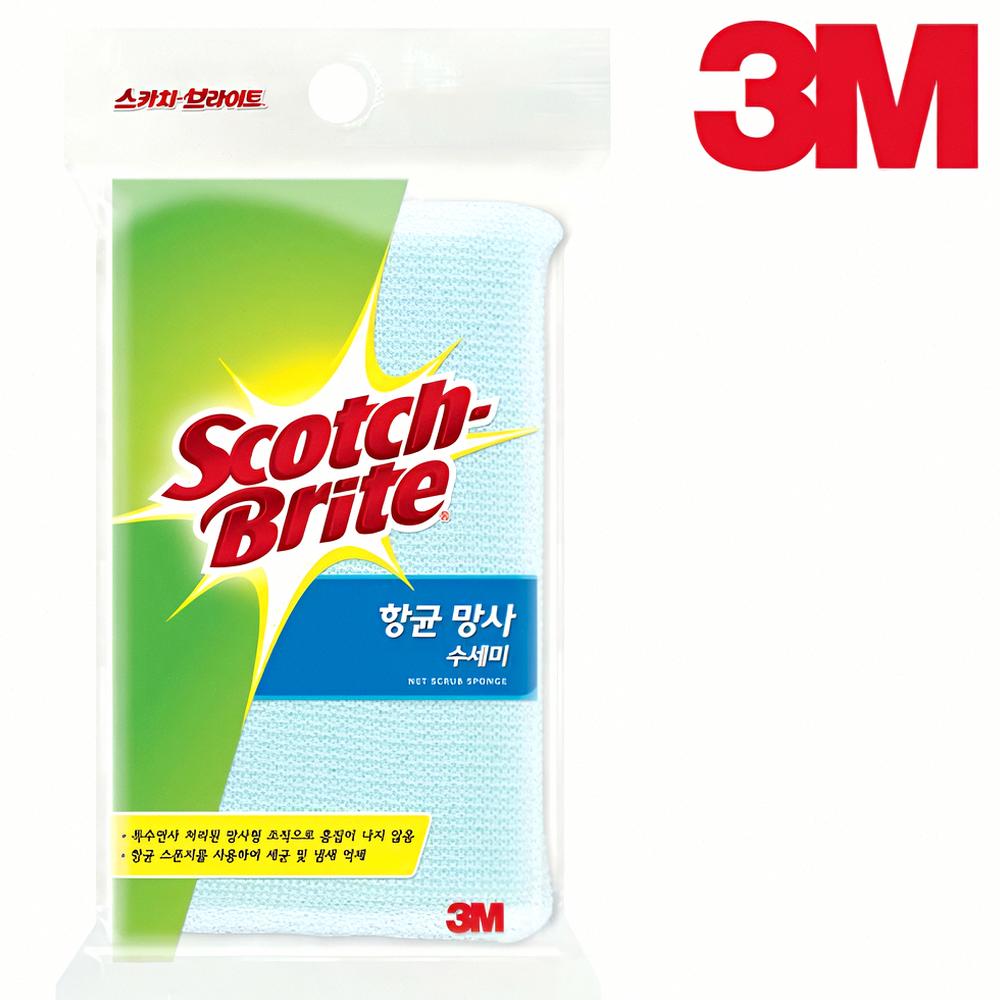 3M
스카치-브라이트
Scotch-
Brite®
항균 망사
수세미
NET SCRUB SPONGE
• 특수연사 처리된 망사형 조직으로 흠집이 나지 않음
• 항균 스폰지를 사용하여 세균 및 냄새 억제
3M